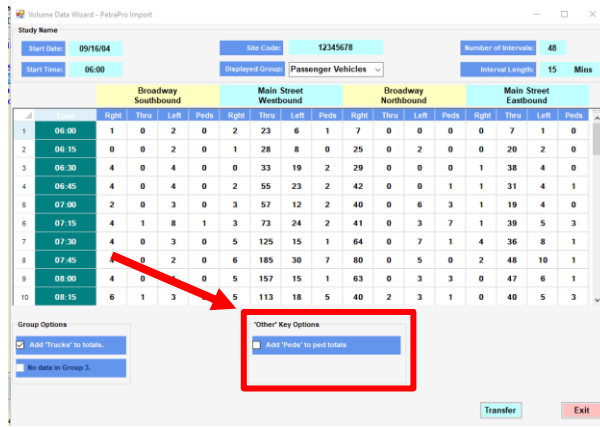 Volume Data Wizard - PetraPro Import
Study Name
Start Date: 09/16/04 Site Code: 12345678 Number of Intervals: 48
Start Time: 06:00 Displayed Group: Passenger Vehicles Interval Length: 15 Mins
Broadway Main Street Broadway Main Street
Southbound Westbound Northbound Eastbound
Rght Thru Left Peds Rght Thru Left Peds Rght Thru Left Peds Rght Thru Left Peds
1 06:00 1 0 2 0 2 23 6 1 7 0 0 0 0 7 1 0
2 06:15 0 0 2 0 1 28 8 0 25 0 2 0 0 20 2 0
3 06:30 4 0 4 0 0 33 19 2 29 0 0 0 1 38 4 0
4 06:45 4 0 4 0 2 55 23 2 42 0 0 1 1 31 4 1
5 07:00 2 0 3 0 3 57 12 2 40 0 6 3 1 19 4 0
6 07:15 4 1 8 1 3 73 24 2 41 0 3 7 1 39 5 3
7 07:30 4 0 3 0 5 125 15 1 64 0 7 1 4 36 8 1
8 07:45 0 2 0 6 185 30 7 80 0 5 0 2 48 10 1
9 08:00 4 0 5 157 15 1 63 0 3 3 0 47 6 1
10 08:15 6 1 3 5 113 18 5 40 2 3 1 0 40 5 3
Group Options
Add 'Trucks' to totals.
No data in Group 3.
'Other' Key Options
Add 'Peds' to ped totals
Transfer Exit